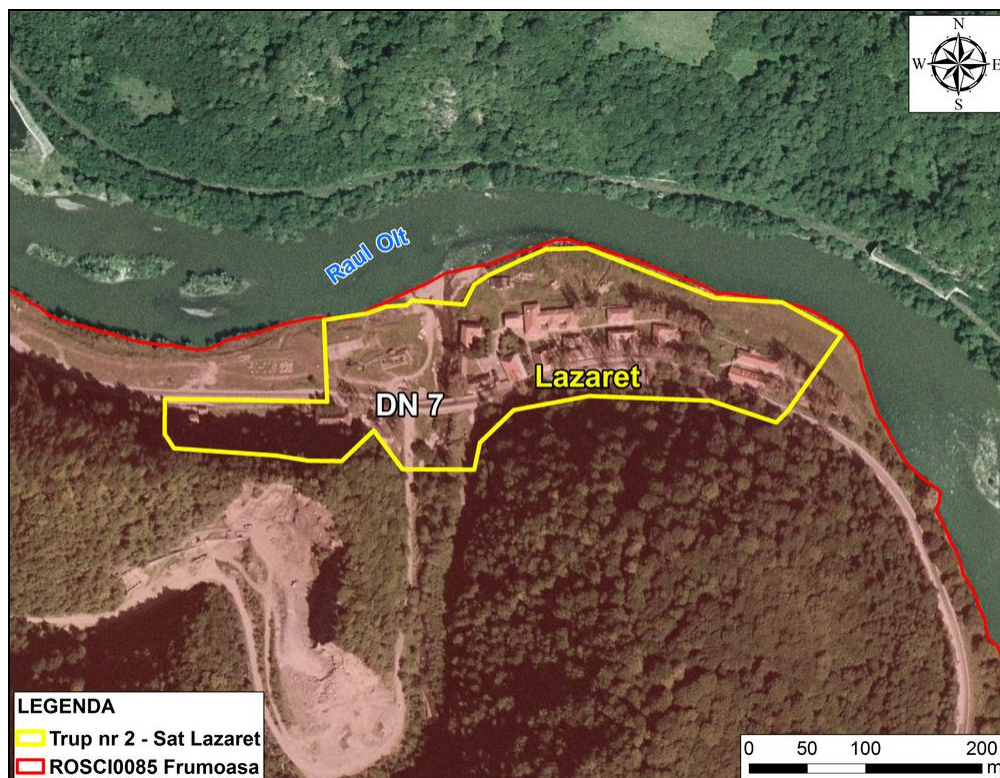 N
W E
S
Raul Olt
Lazaret
DN 7
LEGENDA
Trup nr 2 - Sat Lazaret
ROSCI0085 Frumoasa
0 50 100 200
m